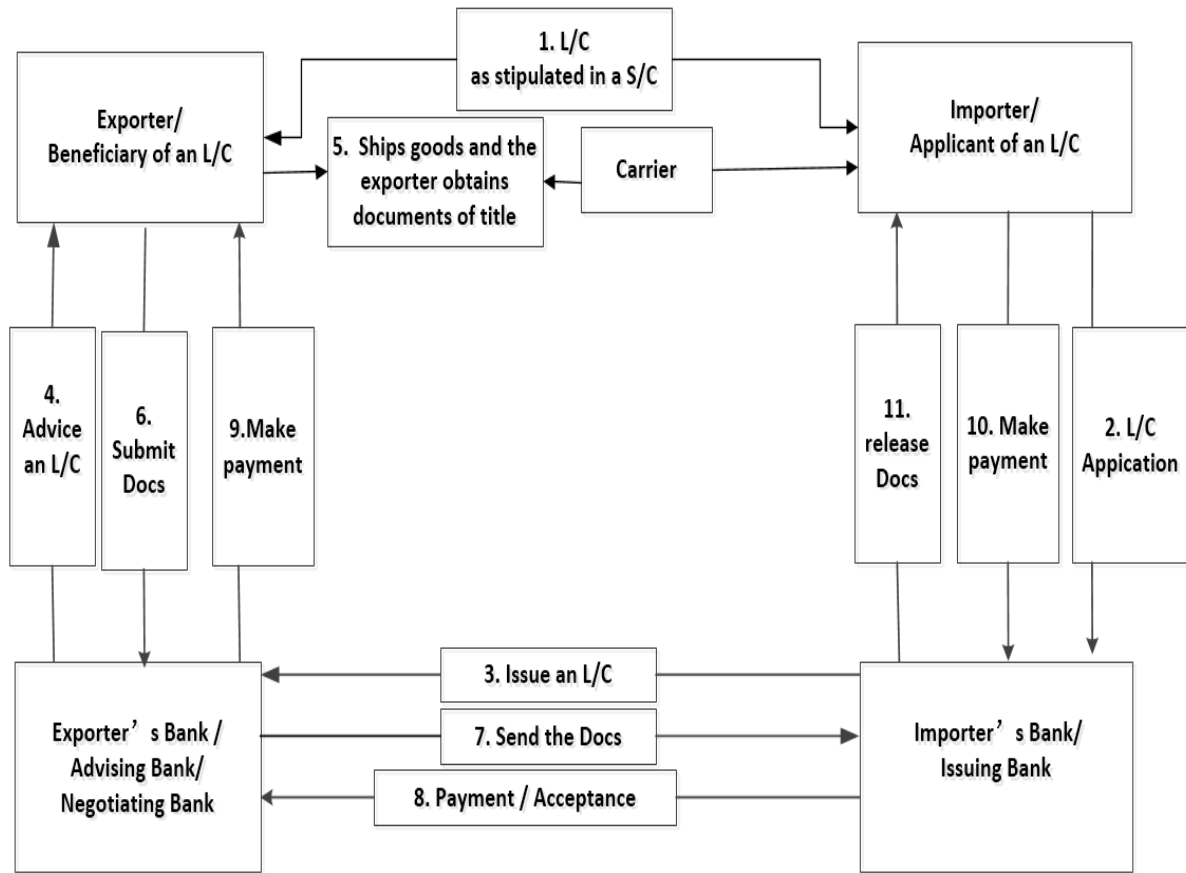 1. L/C
as stipulated in a S/C
Exporter/
Beneficiary of an L/C
Importer/
Applicant of an L/C
5. Ships goods and the
exporter obtains
documents of title
Carrier
4.
Advice
an L/C
6.
Submit
Docs
9.Make
payment
11.
release
Docs
10. Make
payment
2. L/C
Appication
3. Issue an L/C
7. Send the Docs
8. Payment / Acceptance
Exporter’s Bank /
Advising Bank/
Negotiating Bank
Importer’s Bank/
Issuing Bank